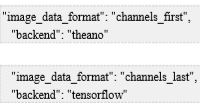 "image_data_format": "channels_first",
"backend": "theano"
"image_data_format": "channels_last",
"backend": "tensorflow"